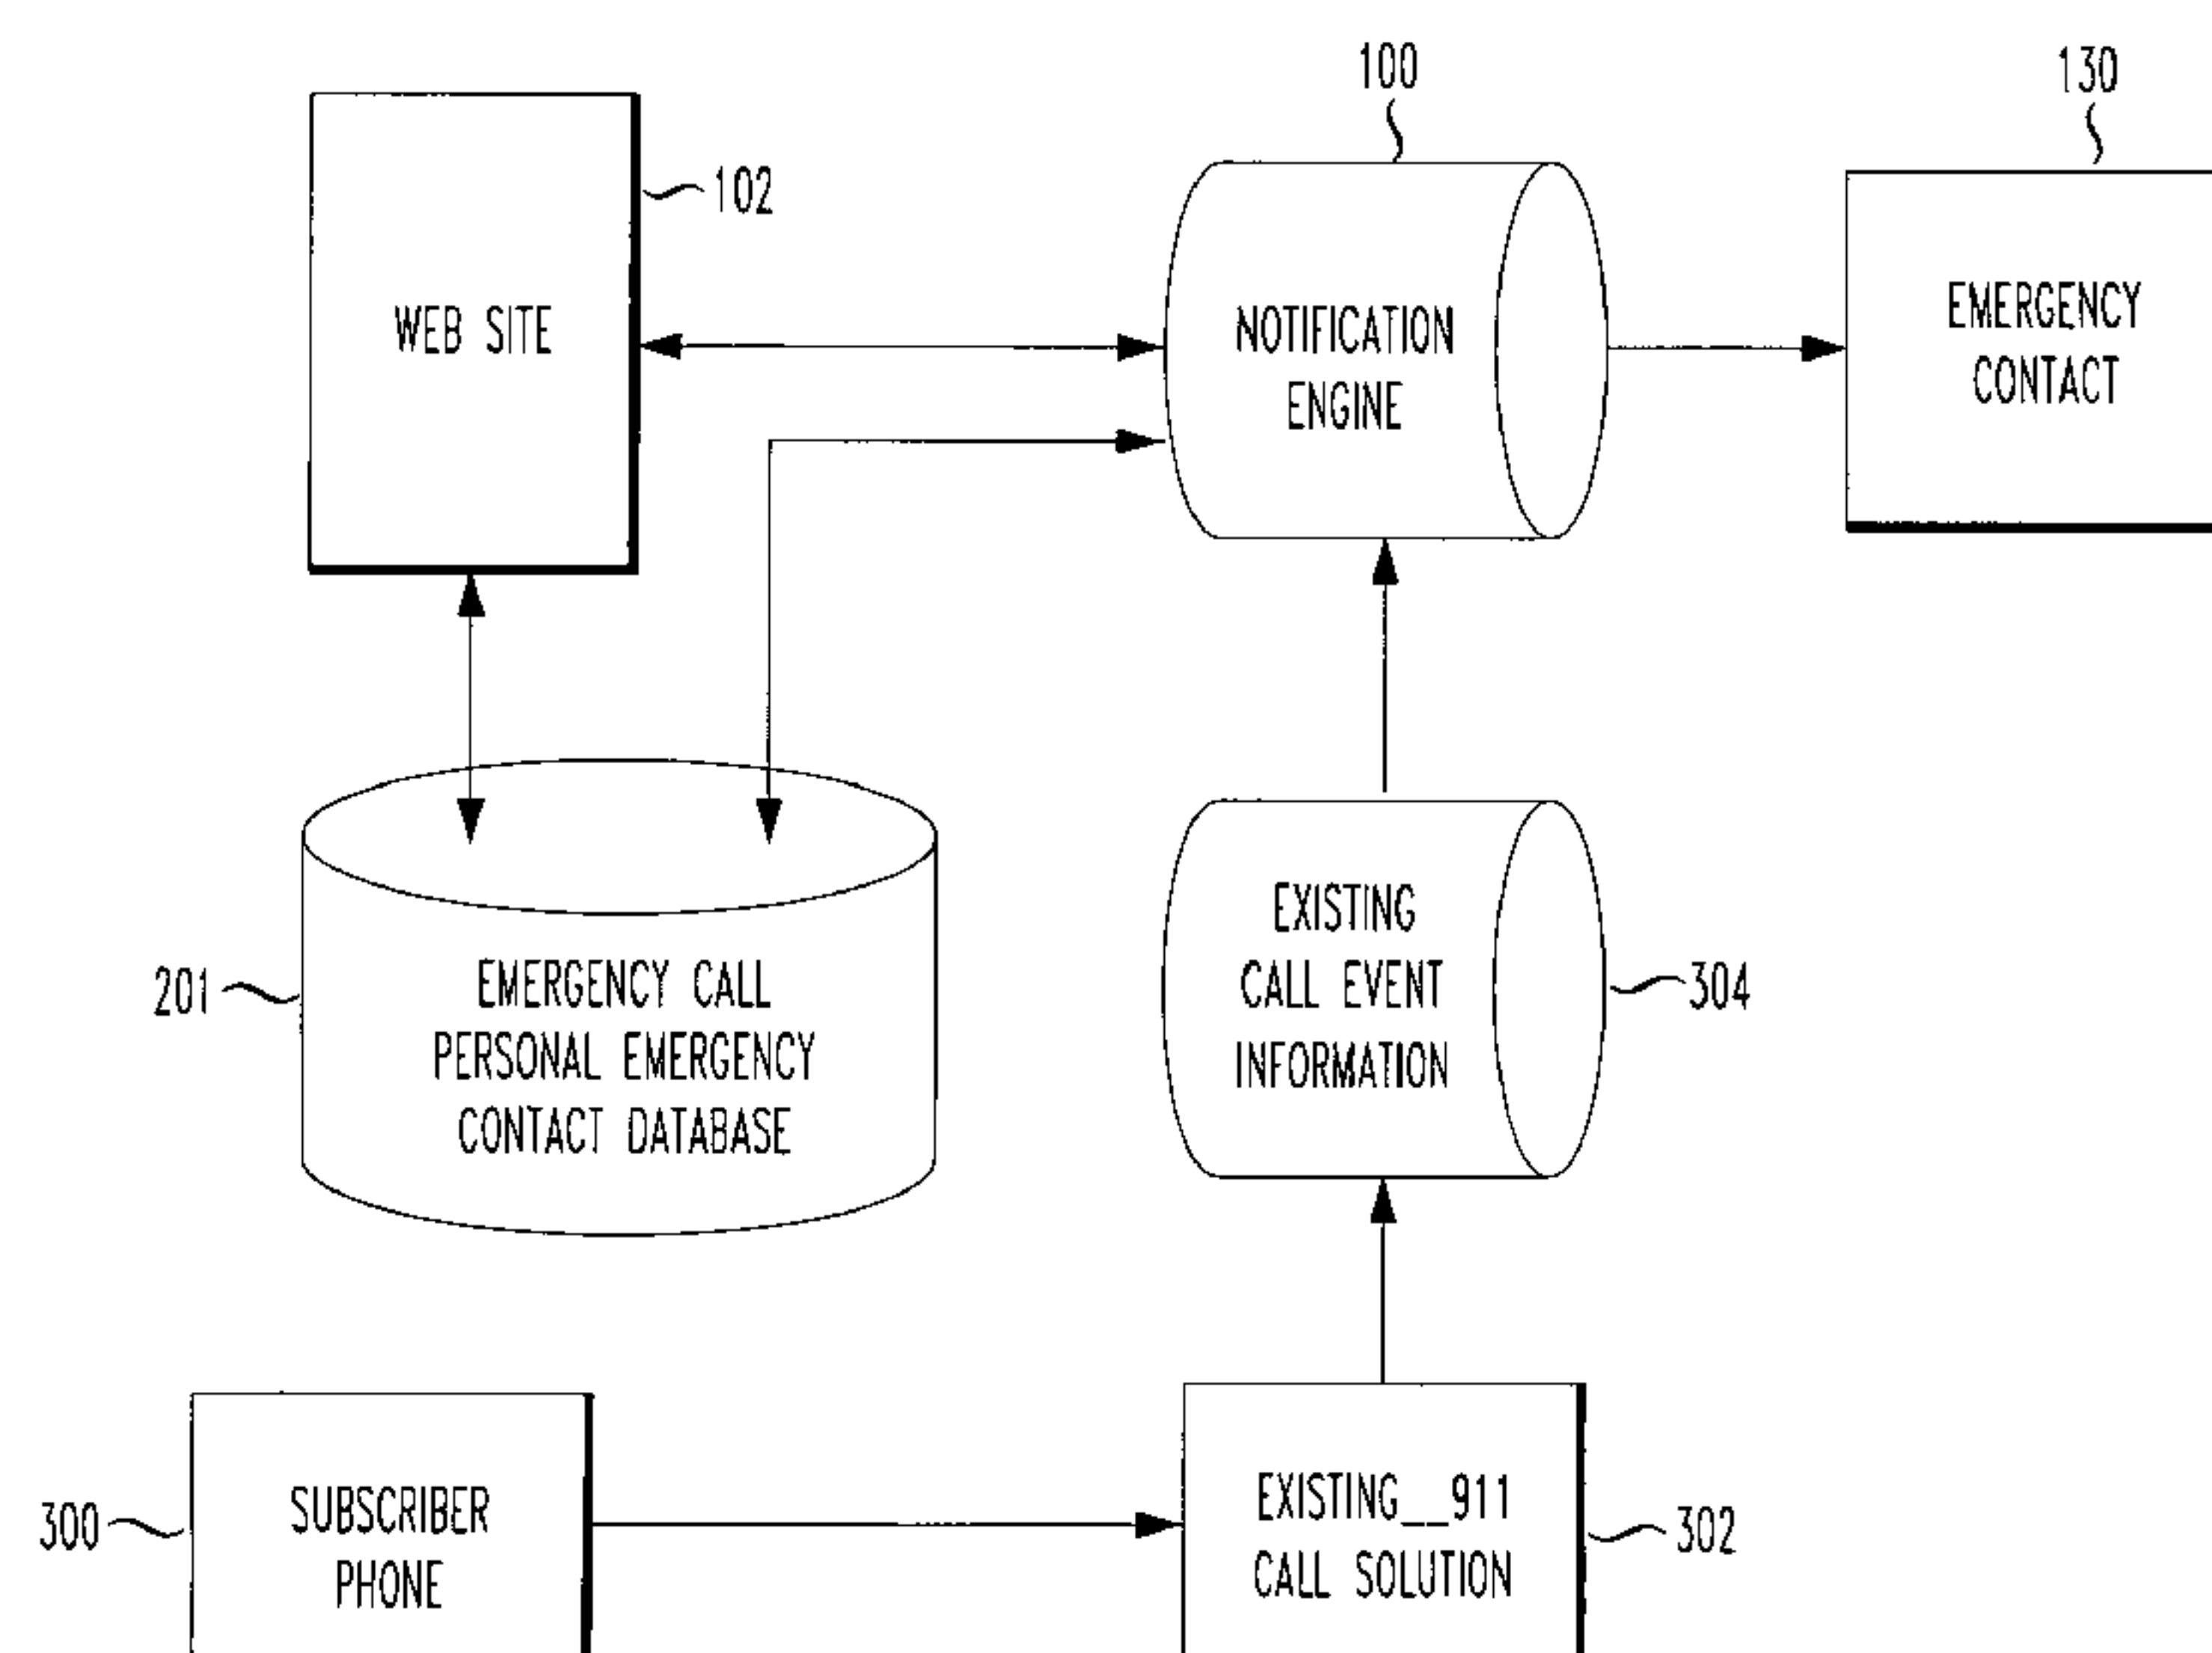 100
130
102
WEB SITE
NOTIFICATION
ENGINE
EMERGENCY
CONTACT
201
EMERGENCY CALL
PERSONAL EMERGENCY
CONTACT DATABASE
EXISTING
CALL EVENT
INFORMATION
304
300
SUBSCRIBER
PHONE
EXISTING__911
CALL SOLUTION
302